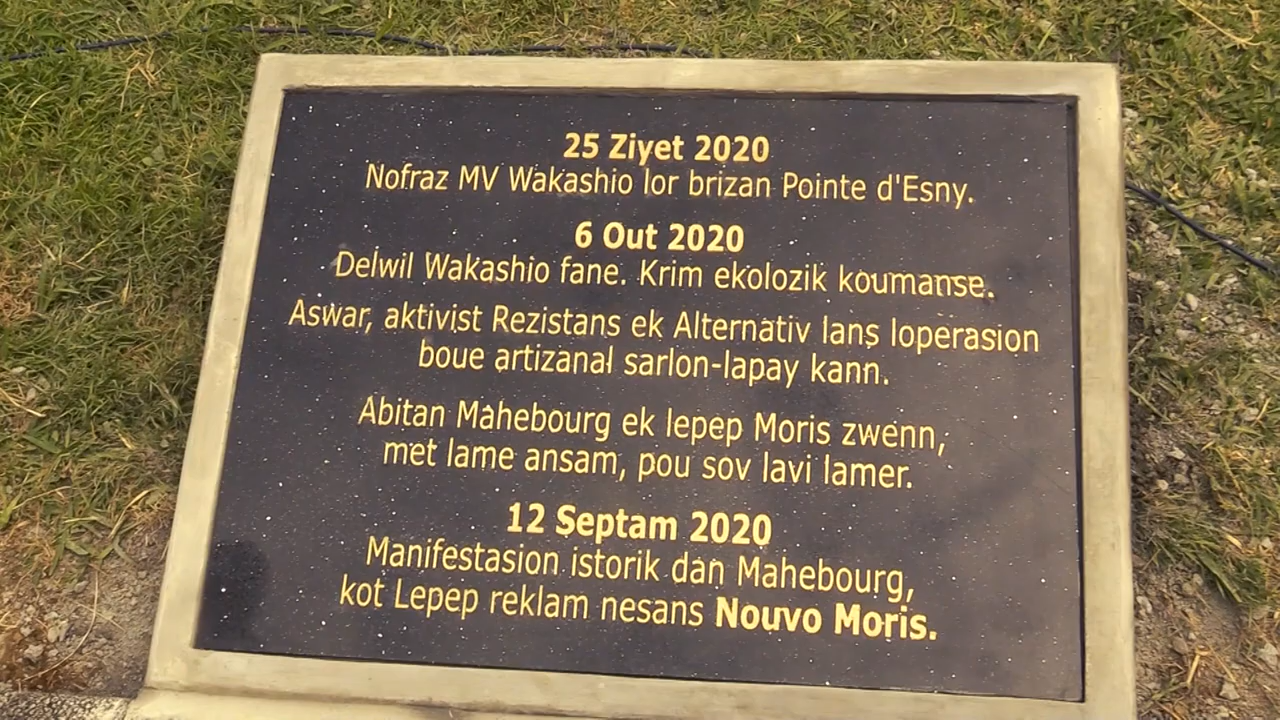 25 Ziyet 2020
Nofraz MV Wakashio lor brizan Pointe d'Esny.
6 Out 2020
Delwil Wakashio fane. Krim ekolozik koumanse.
Aswar, aktivist Rezistans ek Alternativ lans loperasion
boue artizanal sarlon-lapay kann.
Abitan Mahebourg ek lepep Moris zwenn,
met lame ansam, pou sov lavi lamer.
12 Septam 2020
Manifestasion istorik dan Mahebourg,
kot Lepep reklam nesans Nouvo Moris.